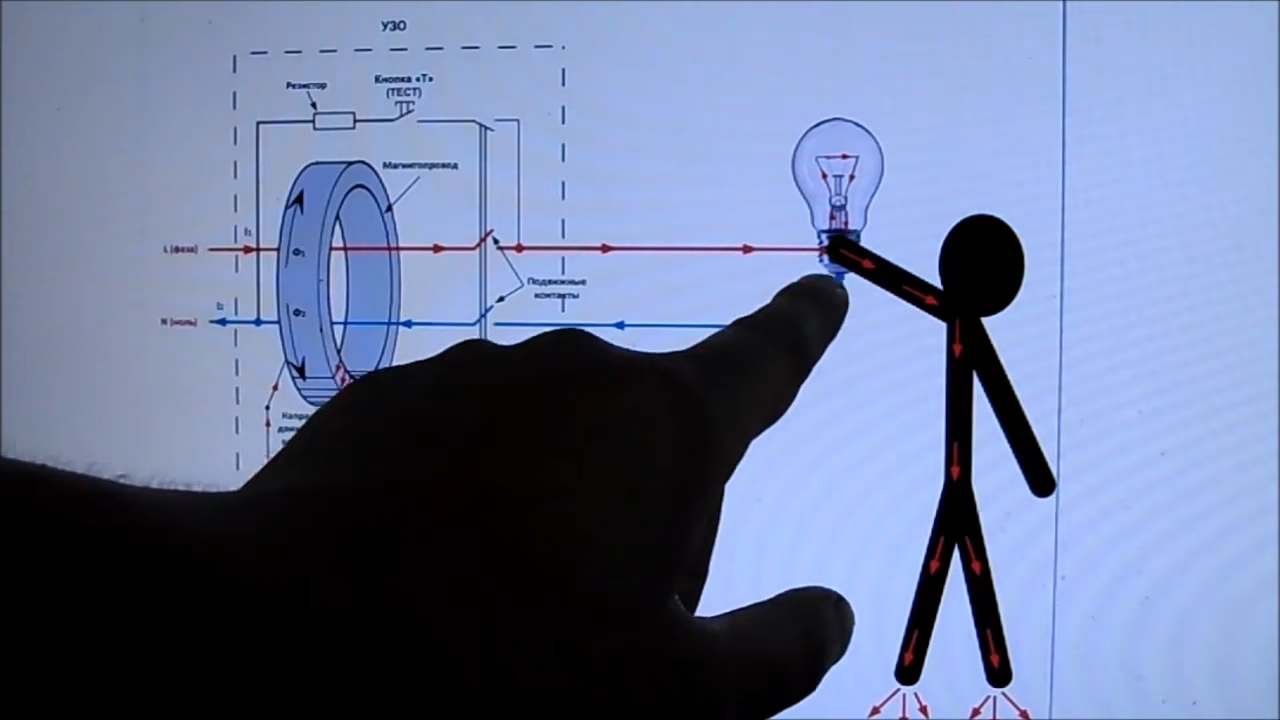 УЗО
Кнопка «Т»
(ТЕСТ)
Резистор
Магнитопровод
I₁
L (фаза)
Ф₁
Подвижные
контакты
I₂
N (ноль)
Ф₂